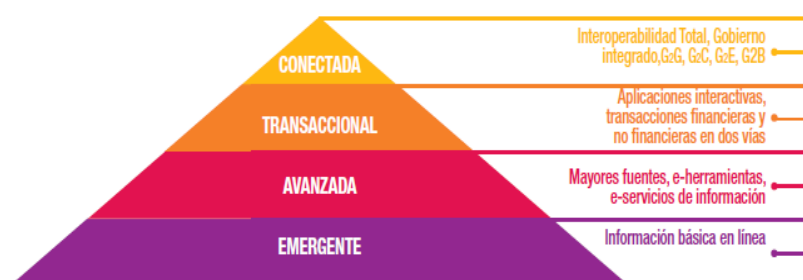 CONECTADA
Interoperabilidad Total, Gobierno
integrado,G2G, G2C, G2E, G2B
TRANSACCIONAL
Aplicaciones interactivas,
transacciones financieras y
no financieras en dos vías
AVANZADA
Mayores fuentes, e-herramientas,
e-servicios de información
EMERGENTE
Información básica en línea